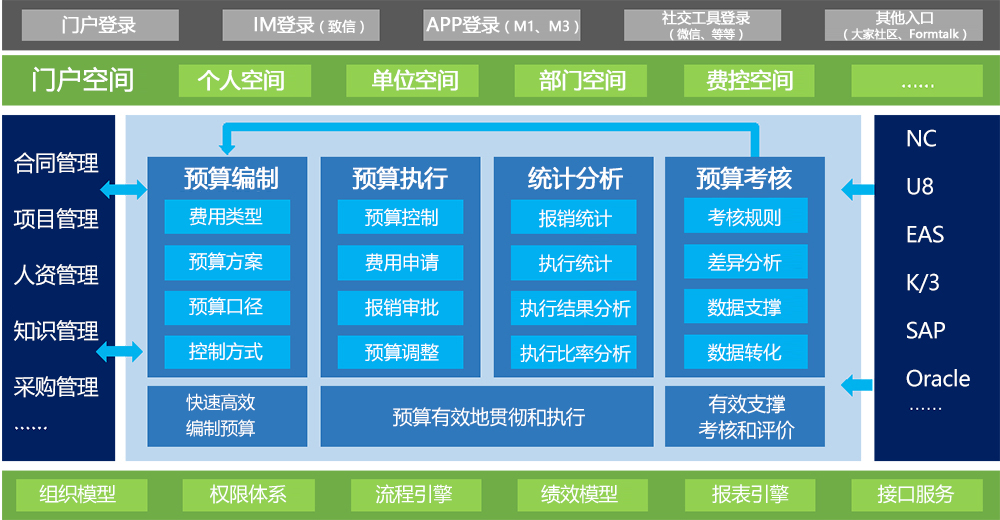 门户登录
IM登录（致信）
APP登录（M1、M3）
社交工具登录
（微信、等等）
其他入口
（大家社区、Formtalk）
门户空间
个人空间
单位空间
部门空间
费控空间
……
合同管理
项目管理
人资管理
知识管理
采购管理
……
预算编制
费用类型
预算方案
预算口径
控制方式
快速高效
编制预算
预算执行
预算控制
费用申请
报销审批
预算调整
统计分析
报销统计
执行统计
执行结果分析
执行比率分析
预算有效地贯彻和执行
预算考核
考核规则
差异分析
数据支撑
数据转化
有效支撑
考核和评价
NC
U8
EAS
K/3
SAP
Oracle
……
组织模型
权限体系
流程引擎
绩效模型
报表引擎
接口服务